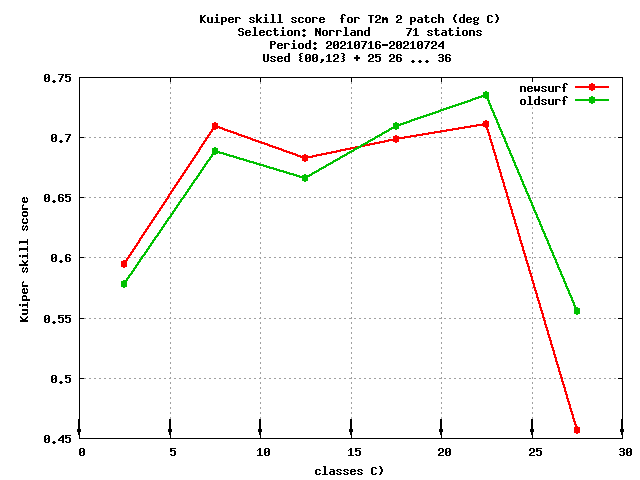 Kuiper skill score  for T2m 2 patch (deg C)
Selection: Norrland     71 stations
Period: 20210716-20210724
Used {00,12} + 25 26 ... 36
newsurf
oldsurf
0.75
0.7
0.65
0.6
0.55
0.5
0.45
Kuiper skill score
0 5 10 15 20 25 30
classes C)